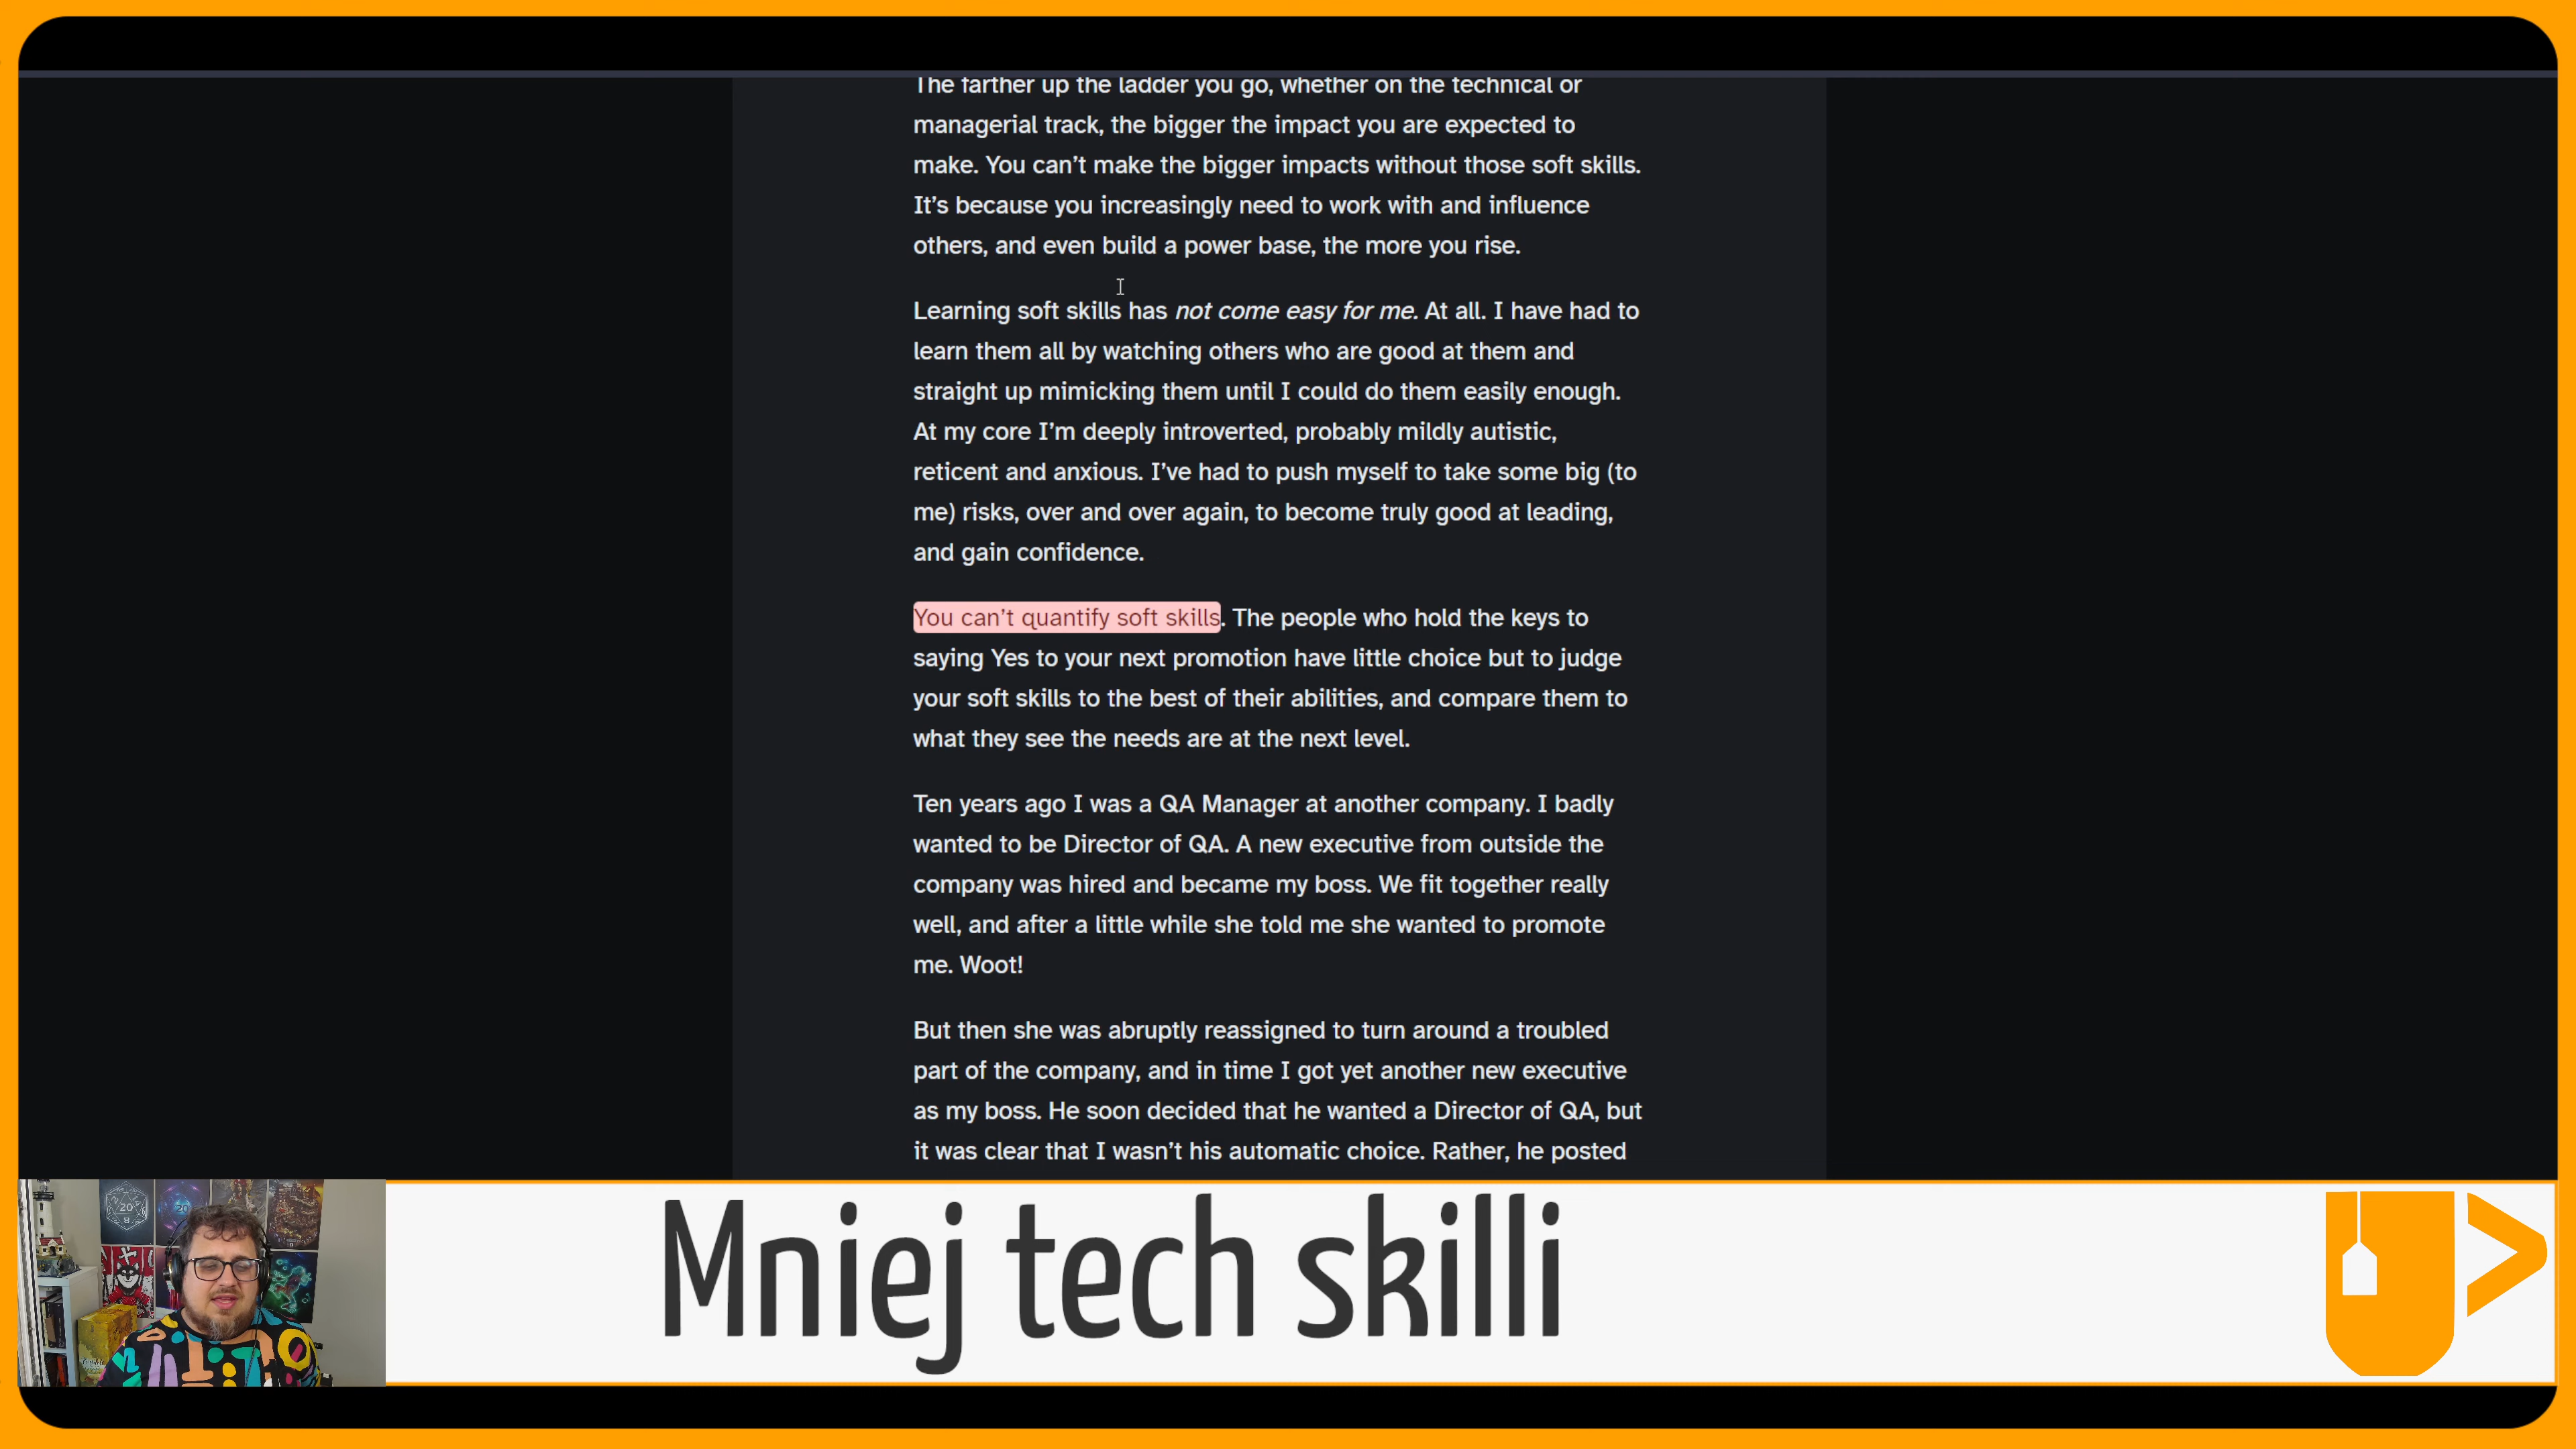 The farther up the ladder you go, whether on the technical or
managerial track, the bigger the impact you are expected to
make. You can’t make the bigger impacts without those soft skills.
It’s because you increasingly need to work with and influence
others, and even build a power base, the more you rise.
Learning soft skills has not come easy for me. At all. I have had to
learn them all by watching others who are good at them and
straight up mimicking them until I could do them easily enough.
At my core I’m deeply introverted, probably mildly autistic,
reticent and anxious. I’ve had to push myself to take some big (to
me) risks, over and over again, to become truly good at leading,
and gain confidence.
You can’t quantify soft skills. The people who hold the keys to
saying Yes to your next promotion have little choice but to judge
your soft skills to the best of their abilities, and compare them to
what they see the needs are at the next level.
Ten years ago I was a QA Manager at another company. I badly
wanted to be Director of QA. A new executive from outside the
company was hired and became my boss. We fit together really
well, and after a little while she told me she wanted to promote
me. Woot!
But then she was abruptly reassigned to turn around a troubled
part of the company, and in time I got yet another new executive
as my boss. He soon decided that he wanted a Director of QA, but
it was clear that I wasn’t his automatic choice. Rather, he posted
20
20
Mniej tech skilli